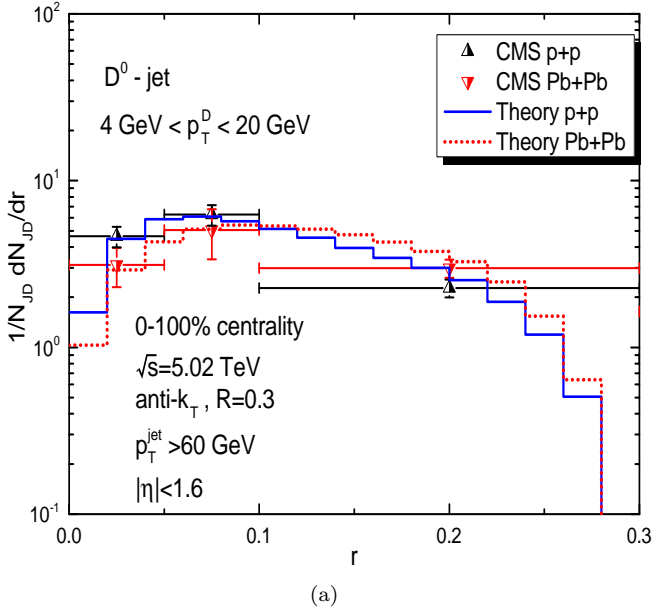 CMS p+p
CMS Pb+Pb
Theory p+p
Theory Pb+Pb
D⁰ - jet
4 GeV < p_T^D < 20 GeV
1/N_JD dN_JD/dr
10²
10¹
10⁰
10⁻¹
0-100% centrality
√s=5.02 TeV
anti-k_T , R=0.3
p_T^jet >60 GeV
|η|<1.6
0.0 0.1 0.2 0.3
r
(a)